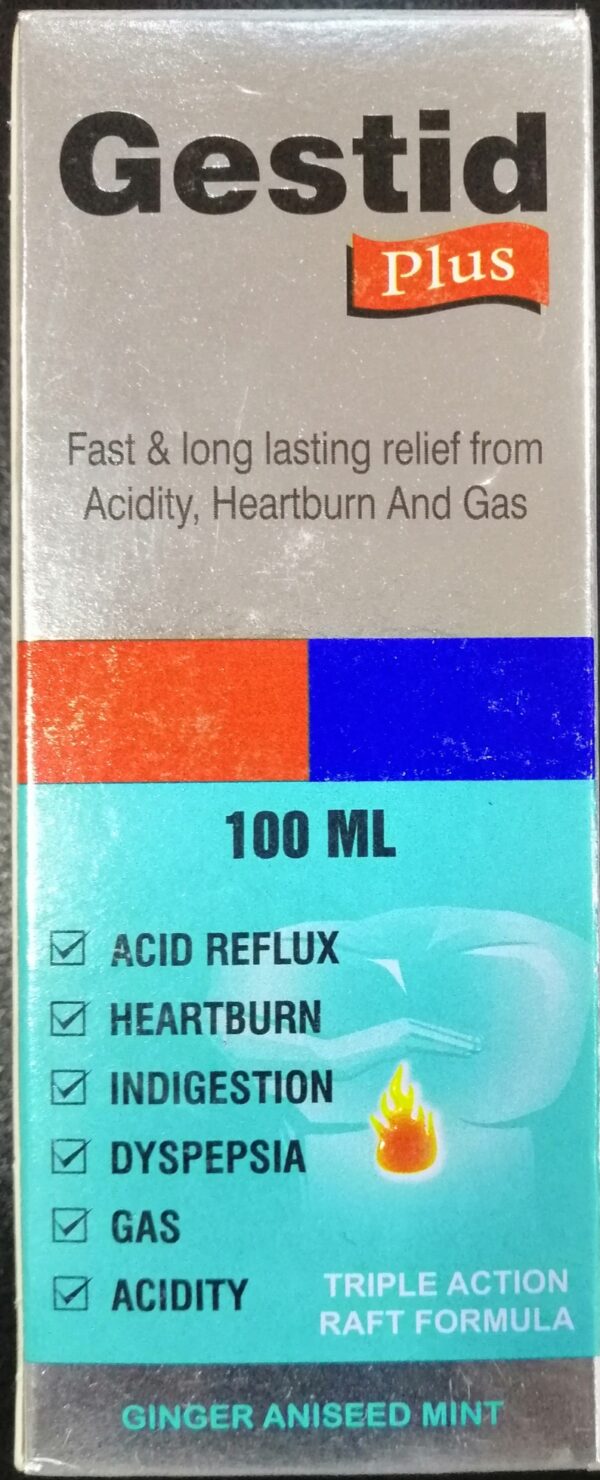 Gestid
Plus
Fast & long lasting relief from
Acidity, Heartburn And Gas
100 ML
ACID REFLUX
HEARTBURN
INDIGESTION
DYSPEPSIA
GAS
ACIDITY
TRIPLE ACTION
RAFT FORMULA
GINGER ANISEED MINT